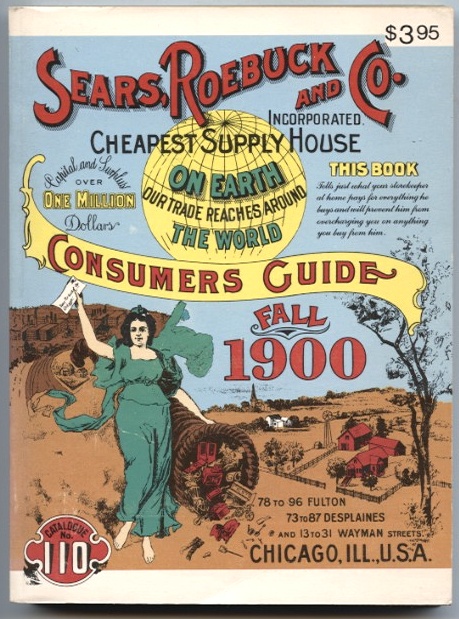 $3.95
SEARS, ROEBUCK AND CO.
INCORPORATED.
CHEAPEST SUPPLY HOUSE
ON EARTH
OUR TRADE REACHES AROUND
THE WORLD
Capital and Surplus
OVER
ONE MILLION
Dollars
THIS BOOK
Tells just what your storekeeper
at home pays for everything he
buys and will prevent him from
overcharging you on anything
you buy from him.
CONSUMERS GUIDE
FALL
1900
78 TO 96 FULTON
73 TO 87 DESPLAINES
AND 13 TO 31 WAYMAN STREETS.
CHICAGO, ILL., U.S.A.
CATALOGUE
No.
110